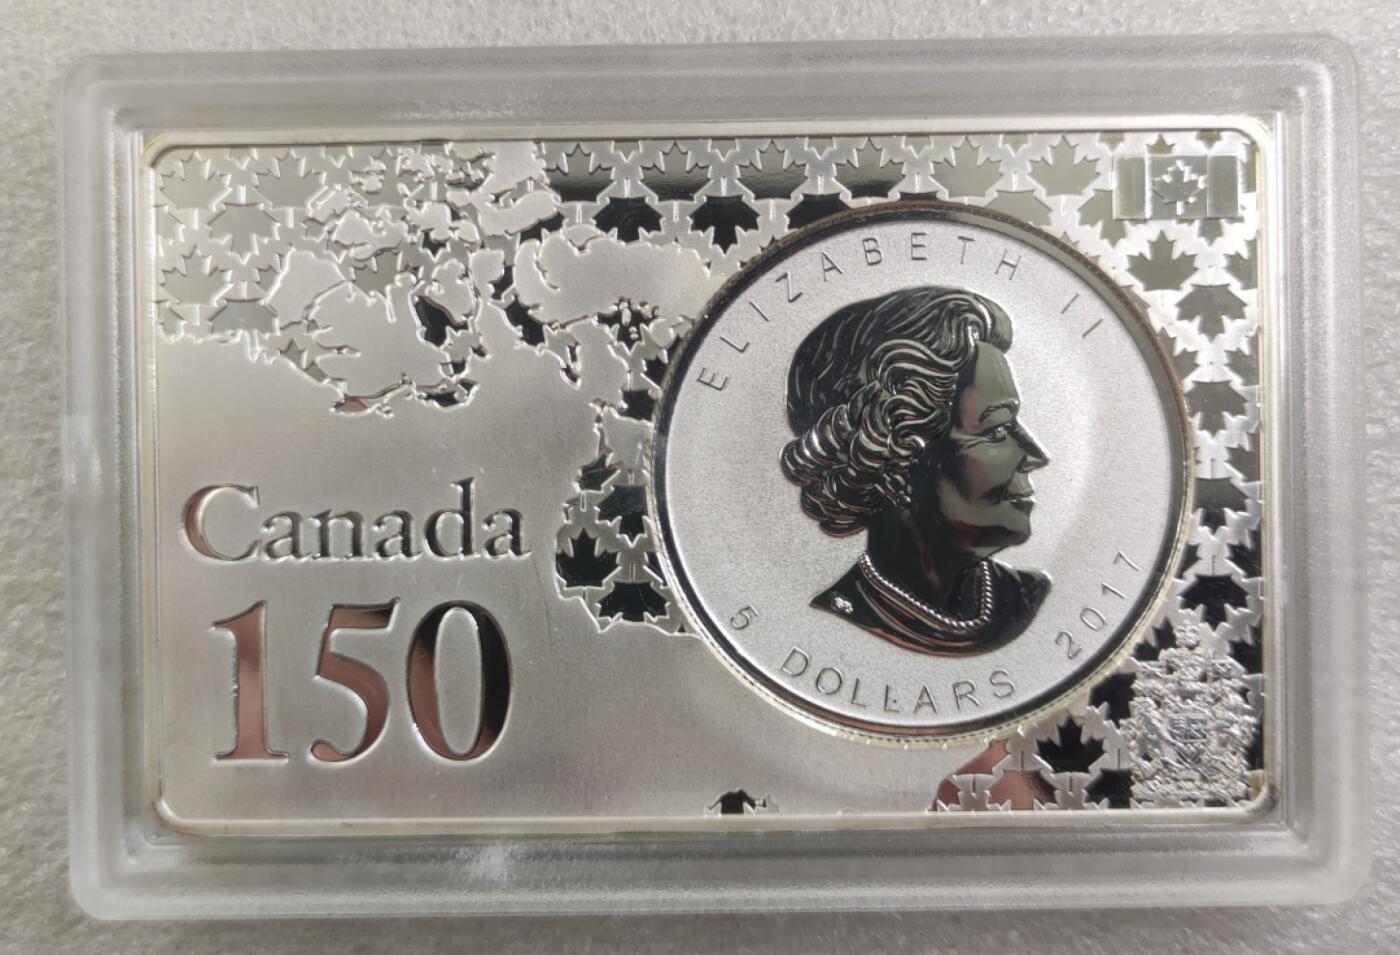 Canada
150
ELIZABETH II
5 DOLLARS 2017